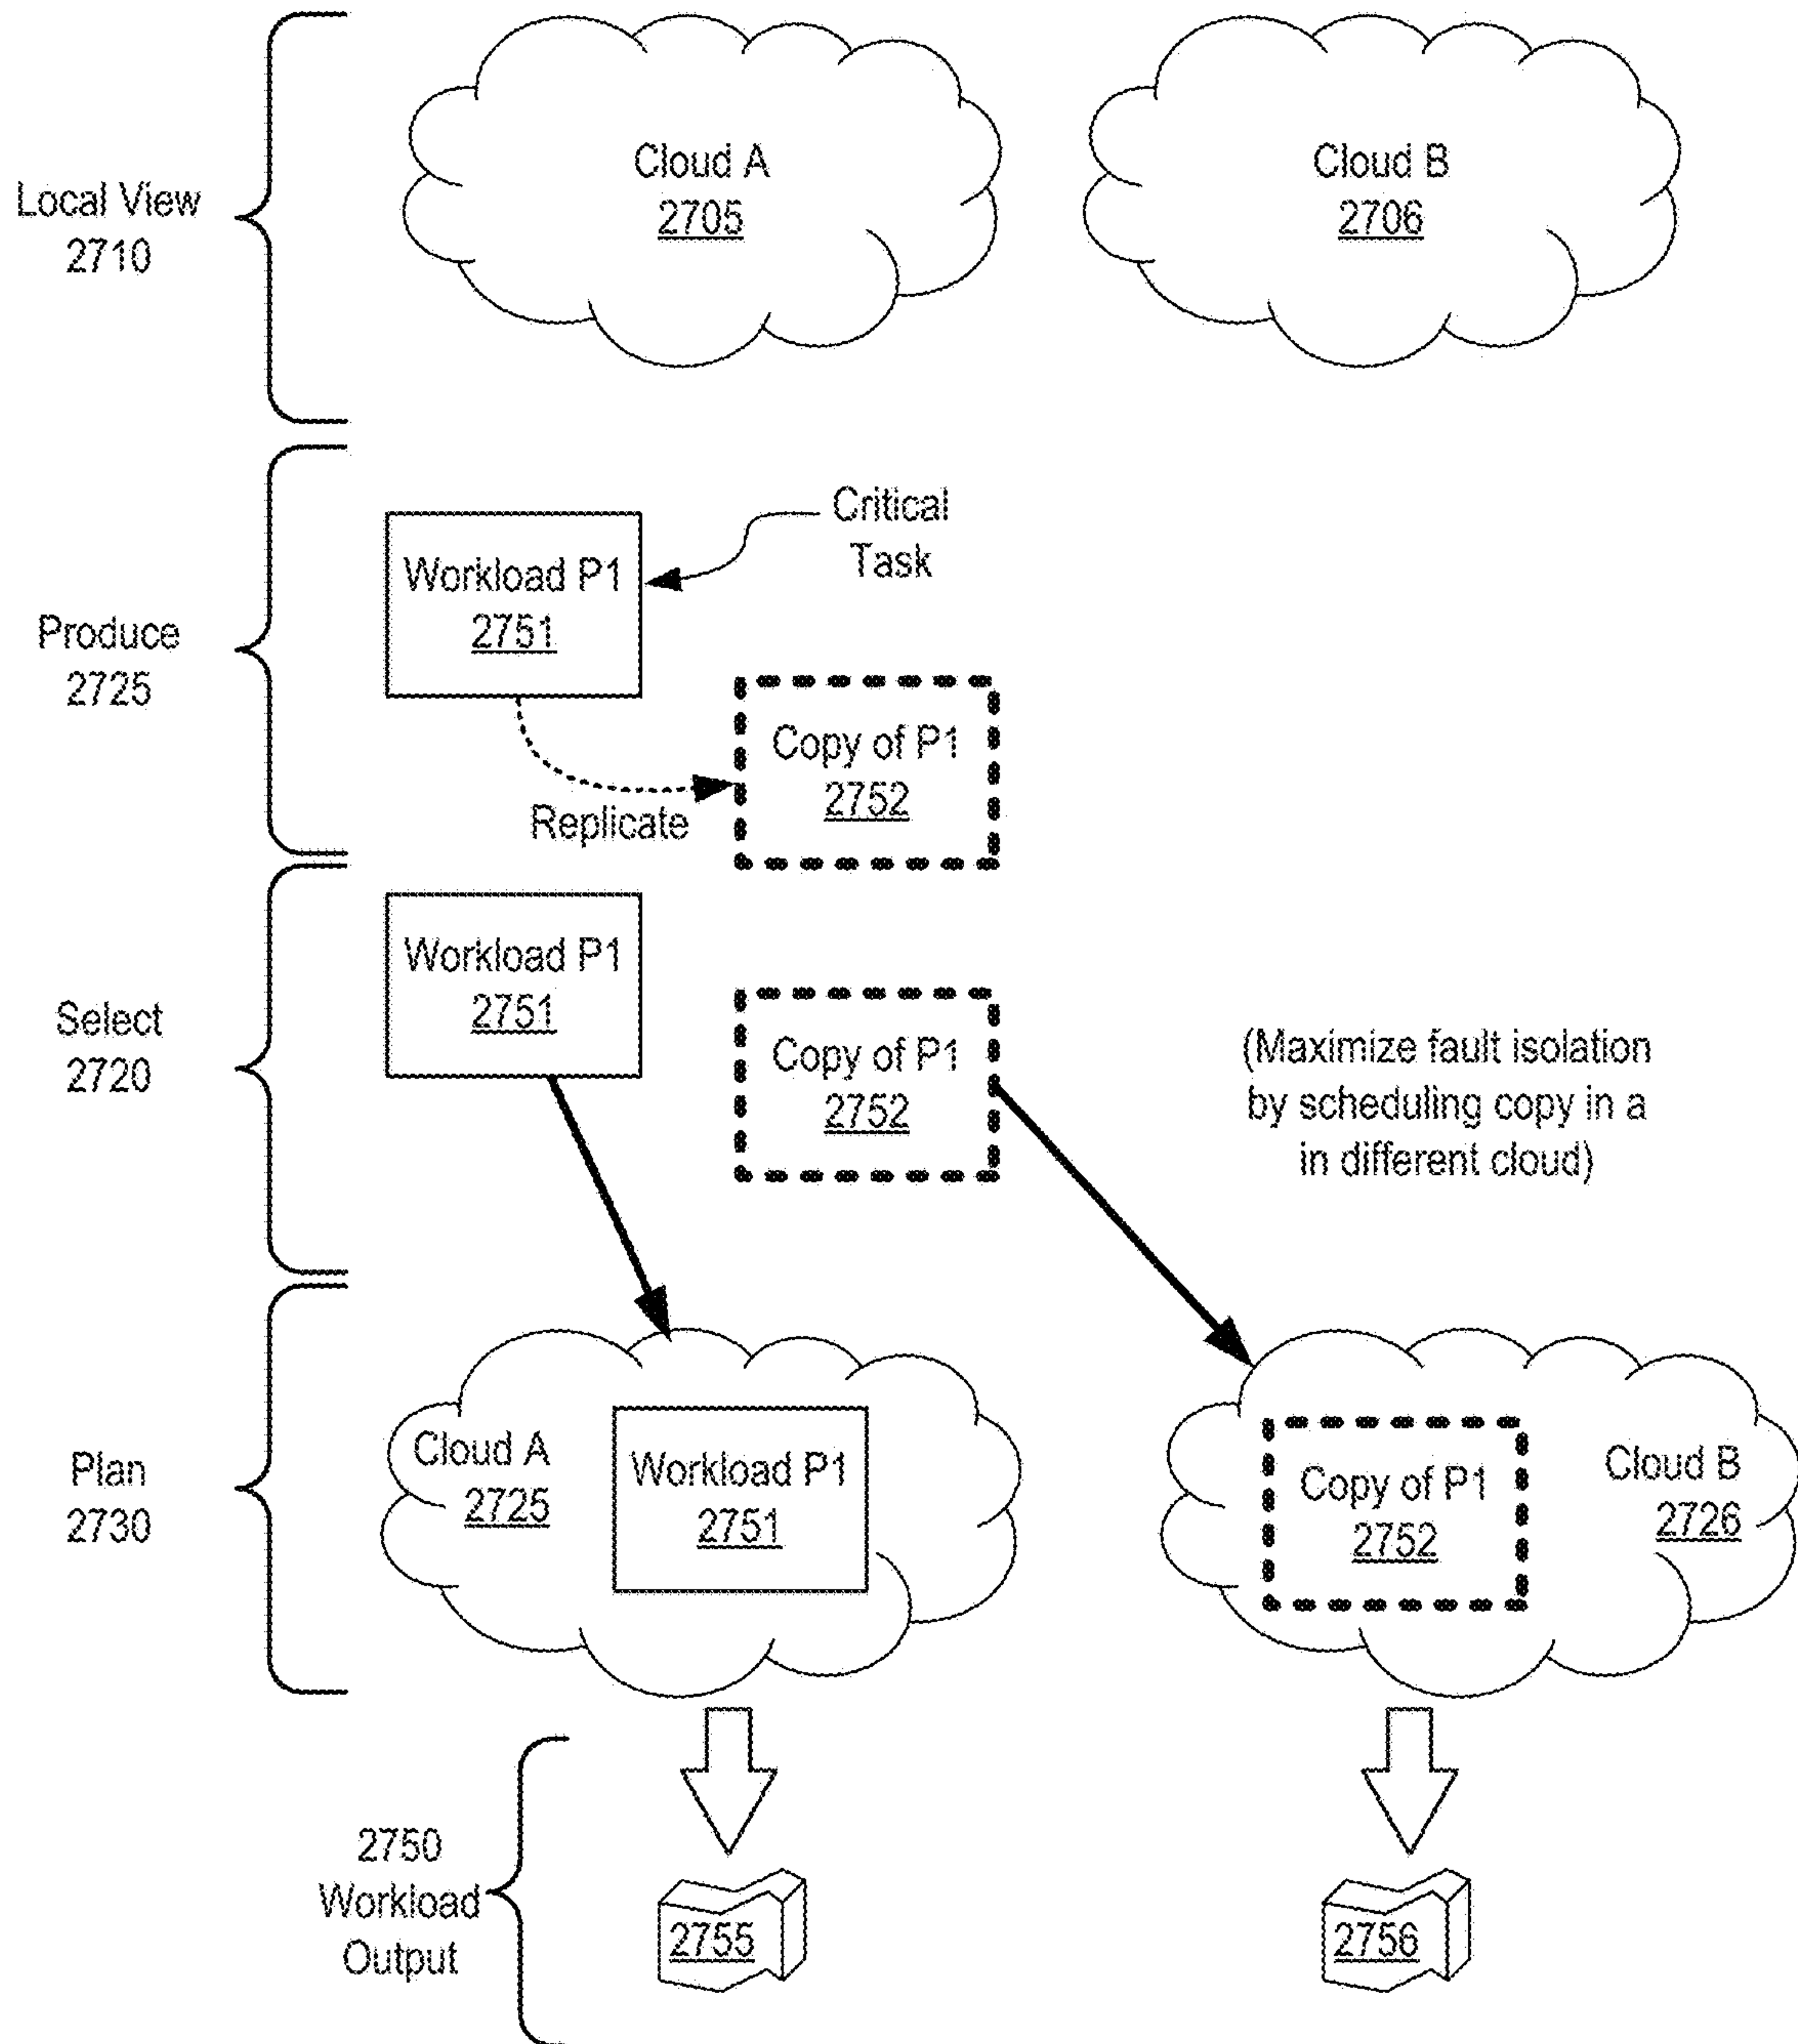 Local View
2710
Cloud A
2705
Cloud B
2706
Produce
2725
Workload P1
2751
Critical
Task
Replicate
Copy of P1
2752
Select
2720
Workload P1
2751
Copy of P1
2752
(Maximize fault isolation
by scheduling copy in a
in different cloud)
Plan
2730
Cloud A
2725
Workload P1
2751
Copy of P1
2752
Cloud B
2726
2750
Workload
Output
2755
2756